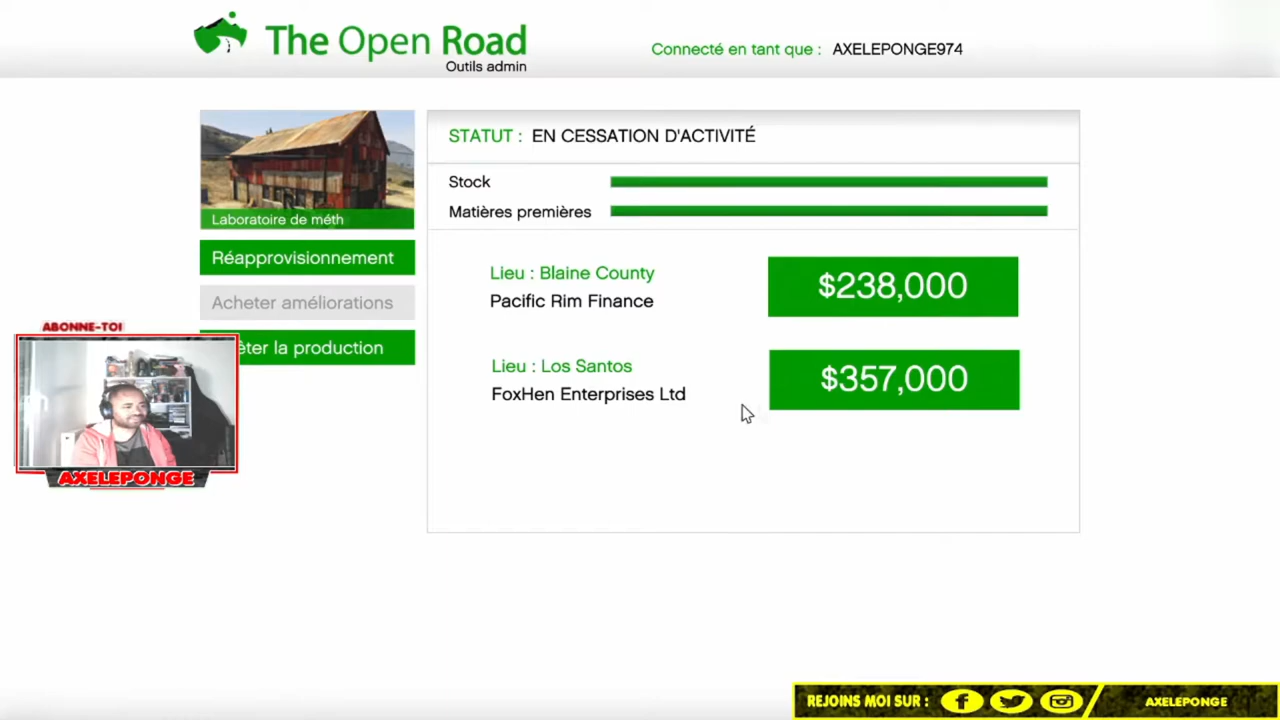 The Open Road
Outils admin
Connecté en tant que : AXELEPONGE974
Laboratoire de méth
Réapprovisionnement
Acheter améliorations
êter la production
STATUT : EN CESSATION D'ACTIVITÉ
Stock
Matières premières
Lieu : Blaine County
Pacific Rim Finance
$238,000
Lieu : Los Santos
FoxHen Enterprises Ltd
$357,000
ABONNE-TOI
AXELEPONGE
REJOINS MOI SUR :
AXELEPONGE